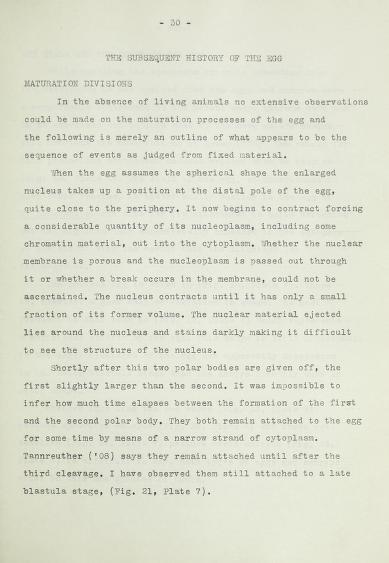 - 30 -
THE SUBSEQUENT HISTORY OF THE EGG
MATURATION DIVISIONS
In the absence of living animals no extensive observations
could be made on the maturation processes of the egg and
the following is merely an outline of what appears to be the
sequence of events as judged from fixed material.
When the egg assumes the spherical shape the enlarged
nucleus takes up a position at the distal pole of the egg,
quite close to the periphery. It now begins to contract forcing
a considerable quantity of its nucleoplasm, including some
chromatin material, out into the cytoplasm. Whether the nuclear
membrane is porous and the nucleoplasm is passed out through
it or whether a break occurs in the membrane, could not be
ascertained. The nucleus contracts until it has only a small
fraction of its former volume. The nuclear material ejected
lies around the nucleus and stains darkly making it difficult
to see the structure of the nucleus.
Shortly after this two polar bodies are given off, the
first slightly larger than the second. It was impossible to
infer how much time elapses between the formation of the first
and the second polar body. They both remain attached to the egg
for some time by means of a narrow strand of cytoplasm.
Tannreuther ('08) says they remain attached until after the
third cleavage. I have observed them still attached to a late
blastula stage, (Fig. 21, Plate 7).